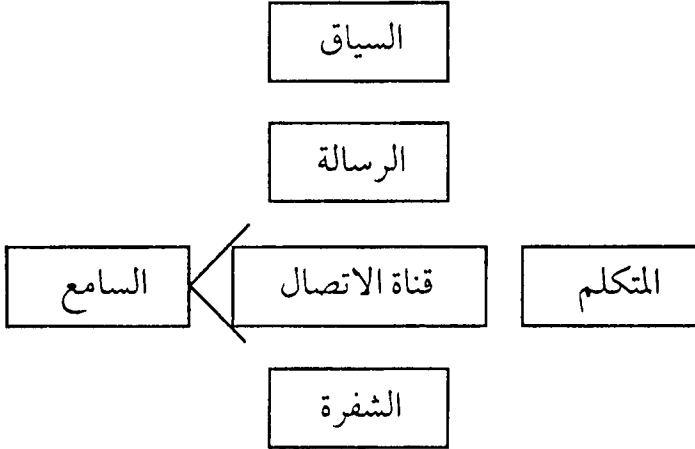 السياق
الرسالة
المتكلم
قناة الاتصال
السامع
الشفرة